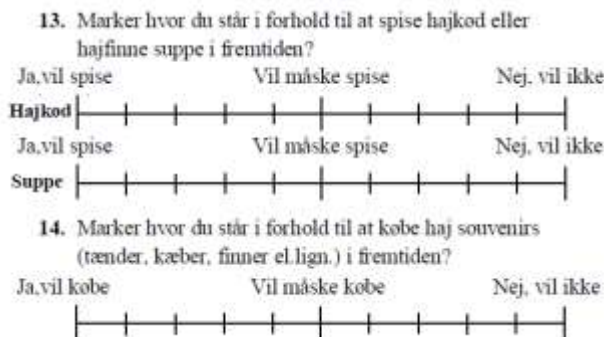 13. Marker hvor du står i forhold til at spise hajkød eller
hajfinne suppe i fremtiden?
Ja,vil spise Vil måske spise Nej, vil ikke
Hajkød
Ja,vil spise Vil måske spise Nej, vil ikke
Suppe
14. Marker hvor du står i forhold til at købe haj souvenirs
(tænder, kæber, finner el.lign.) i fremtiden?
Ja,vil købe Vil måske købe Nej, vil ikke